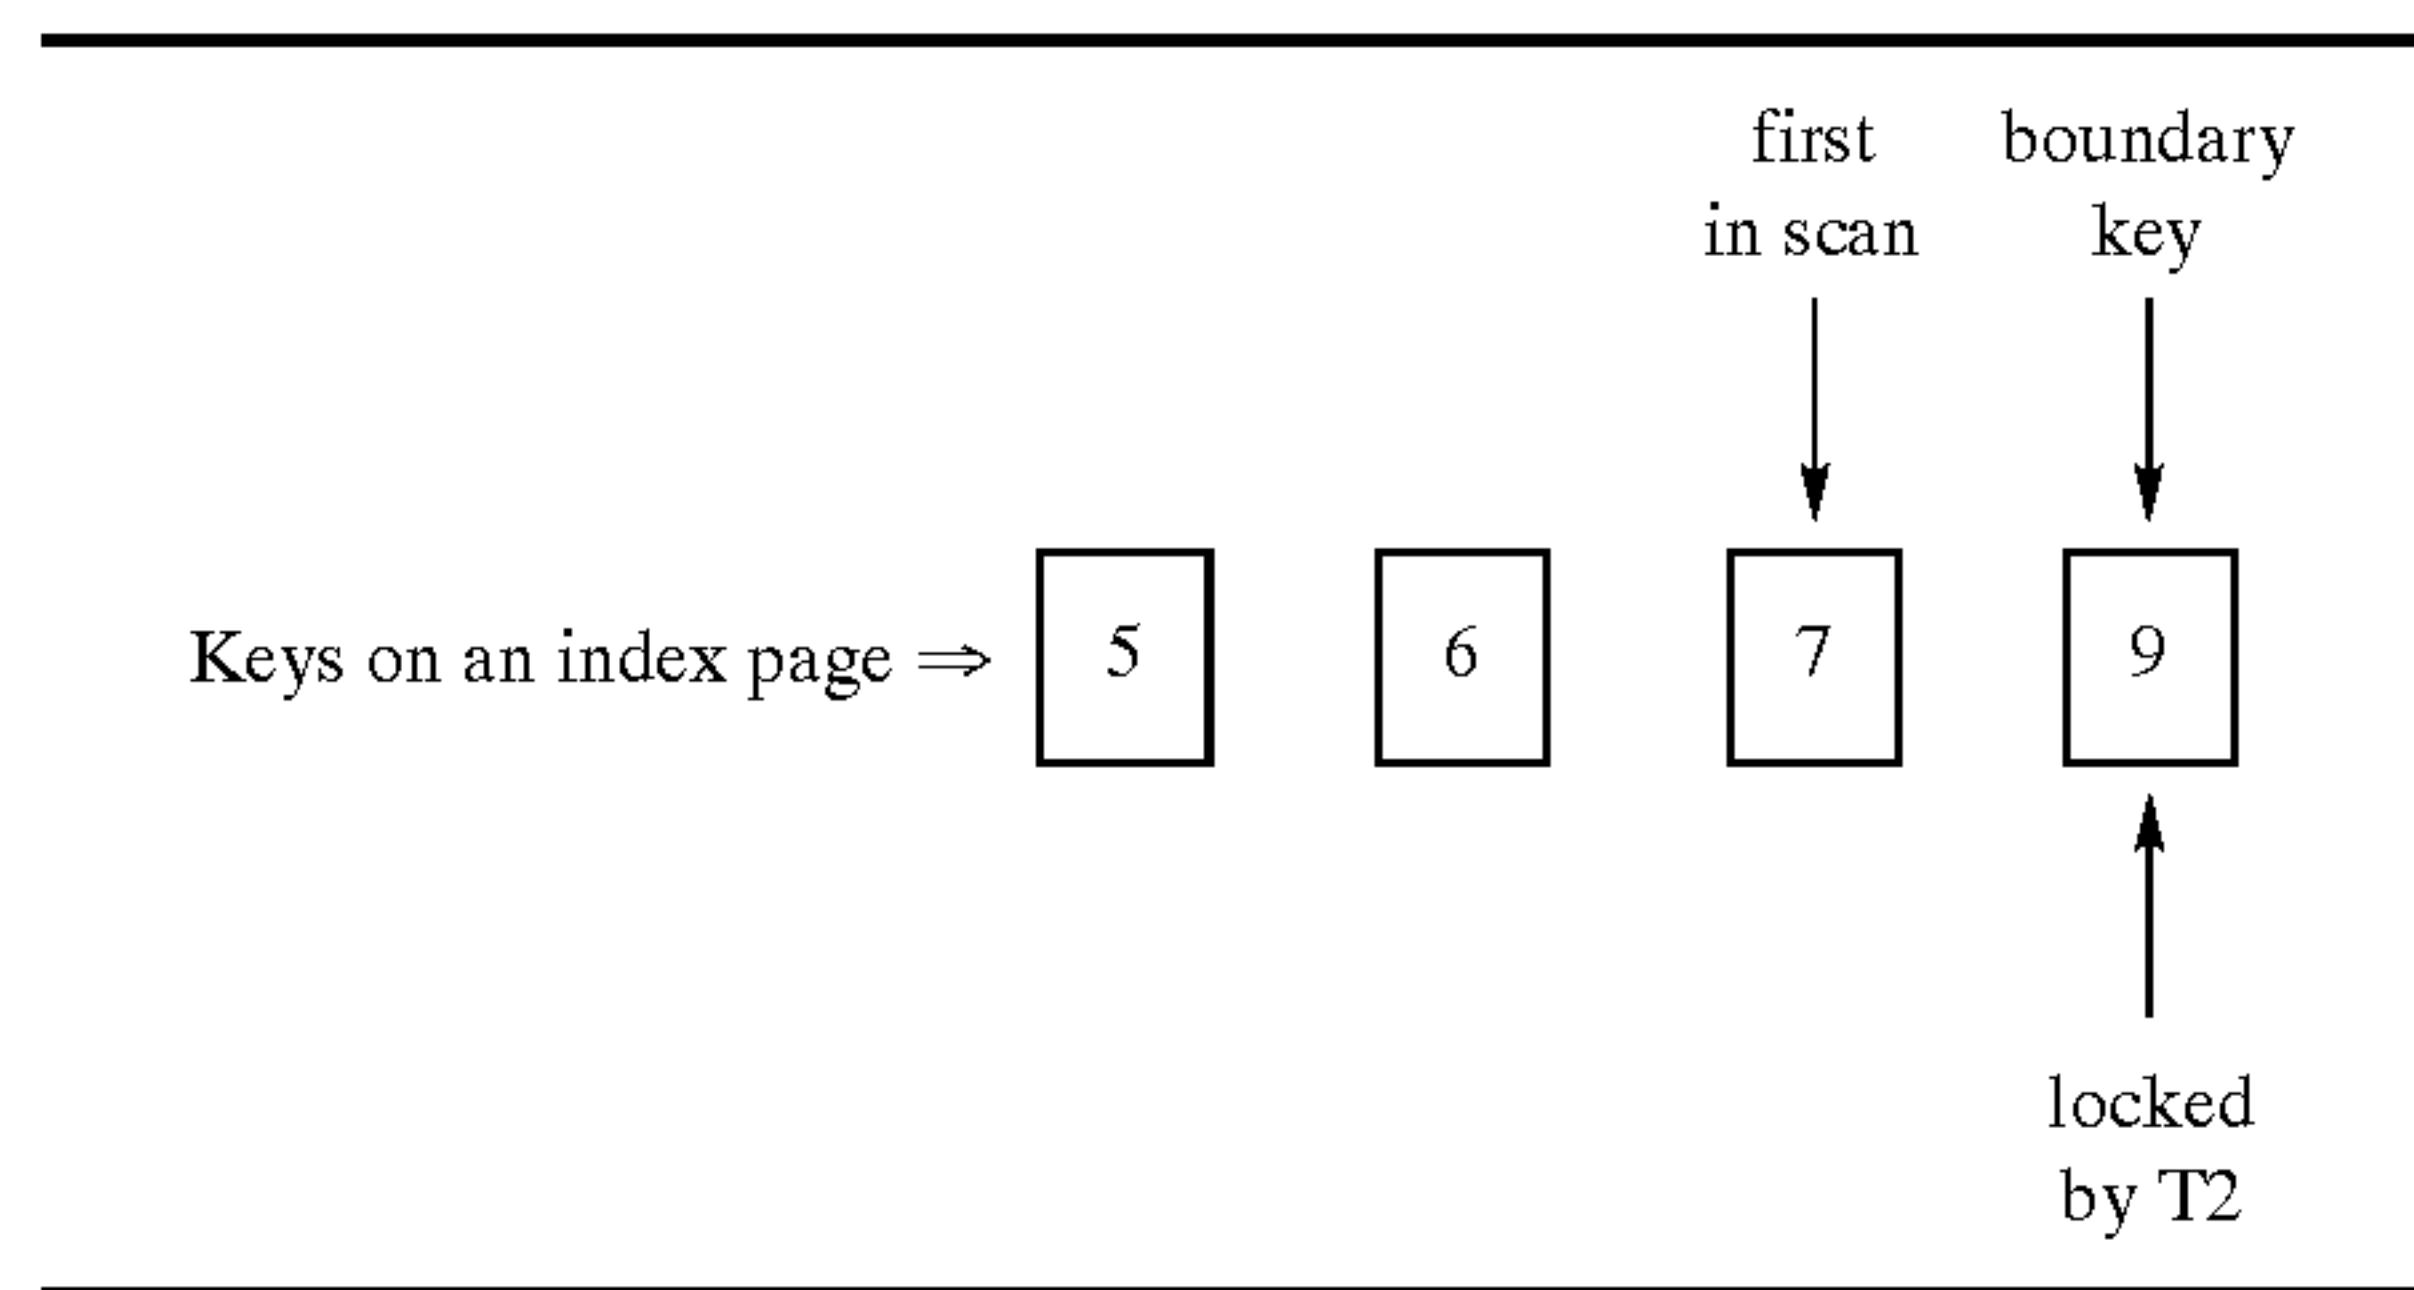 first
in scan
boundary
key
Keys on an index page ⇒ 5 6 7 9
locked
by T2